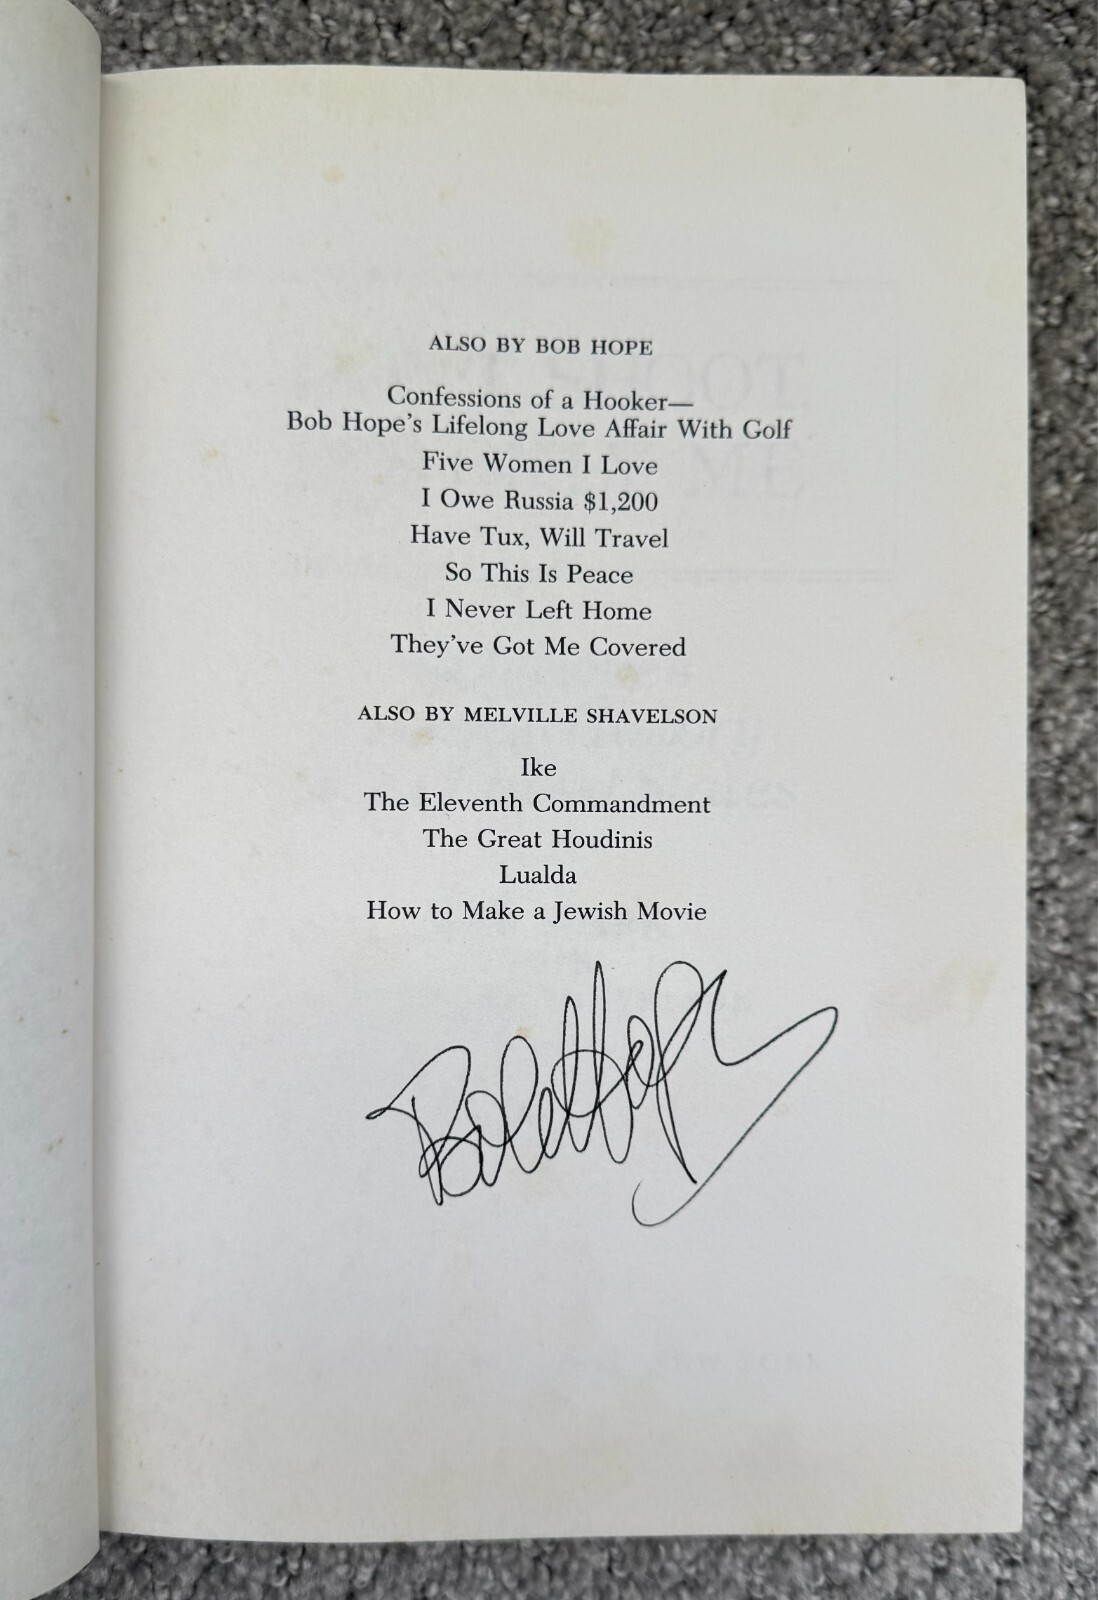 ALSO BY BOB HOPE
Confessions of a Hooker—
Bob Hope's Lifelong Love Affair With Golf
Five Women I Love
I Owe Russia $1,200
Have Tux, Will Travel
So This Is Peace
I Never Left Home
They've Got Me Covered
ALSO BY MELVILLE SHAVELSON
Ike
The Eleventh Commandment
The Great Houdinis
Lualda
How to Make a Jewish Movie
Bob Hope